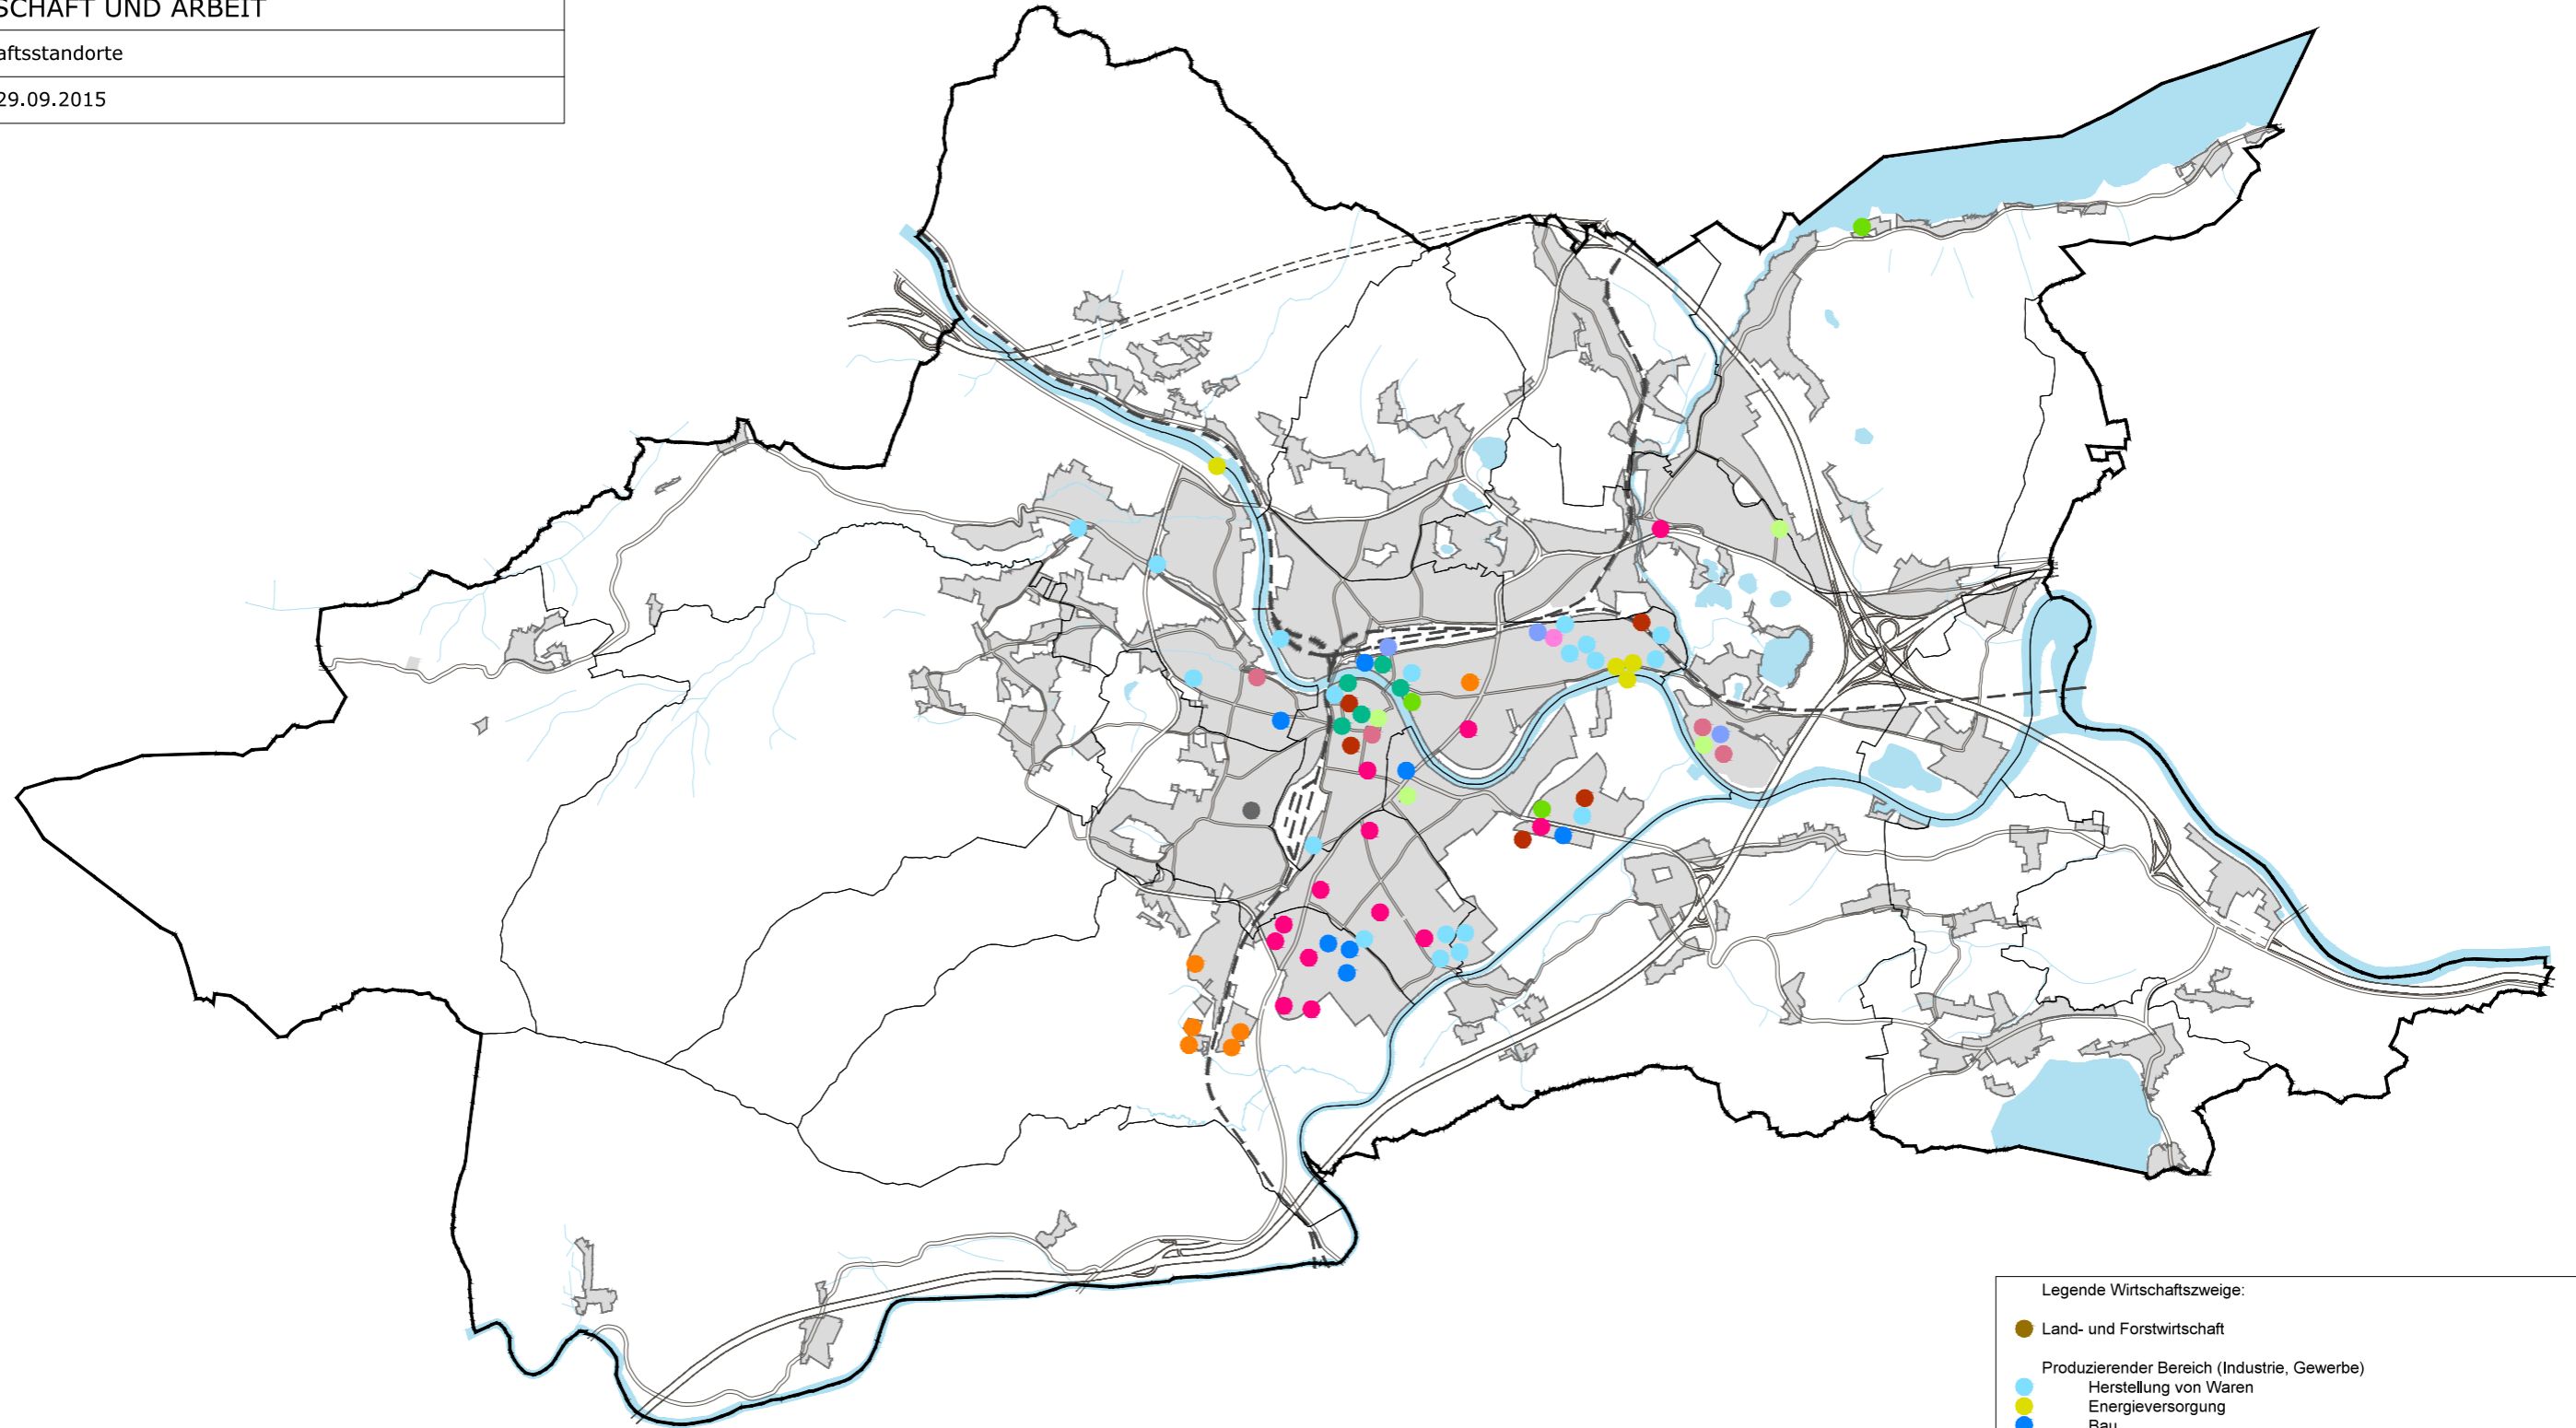 SCHAFT UND ARBEIT
aftsstandorte
29.09.2015
Legende Wirtschaftszweige:
Land- und Forstwirtschaft
Produzierender Bereich (Industrie, Gewerbe)
Herstellung von Waren
Energieversorgung
Bau